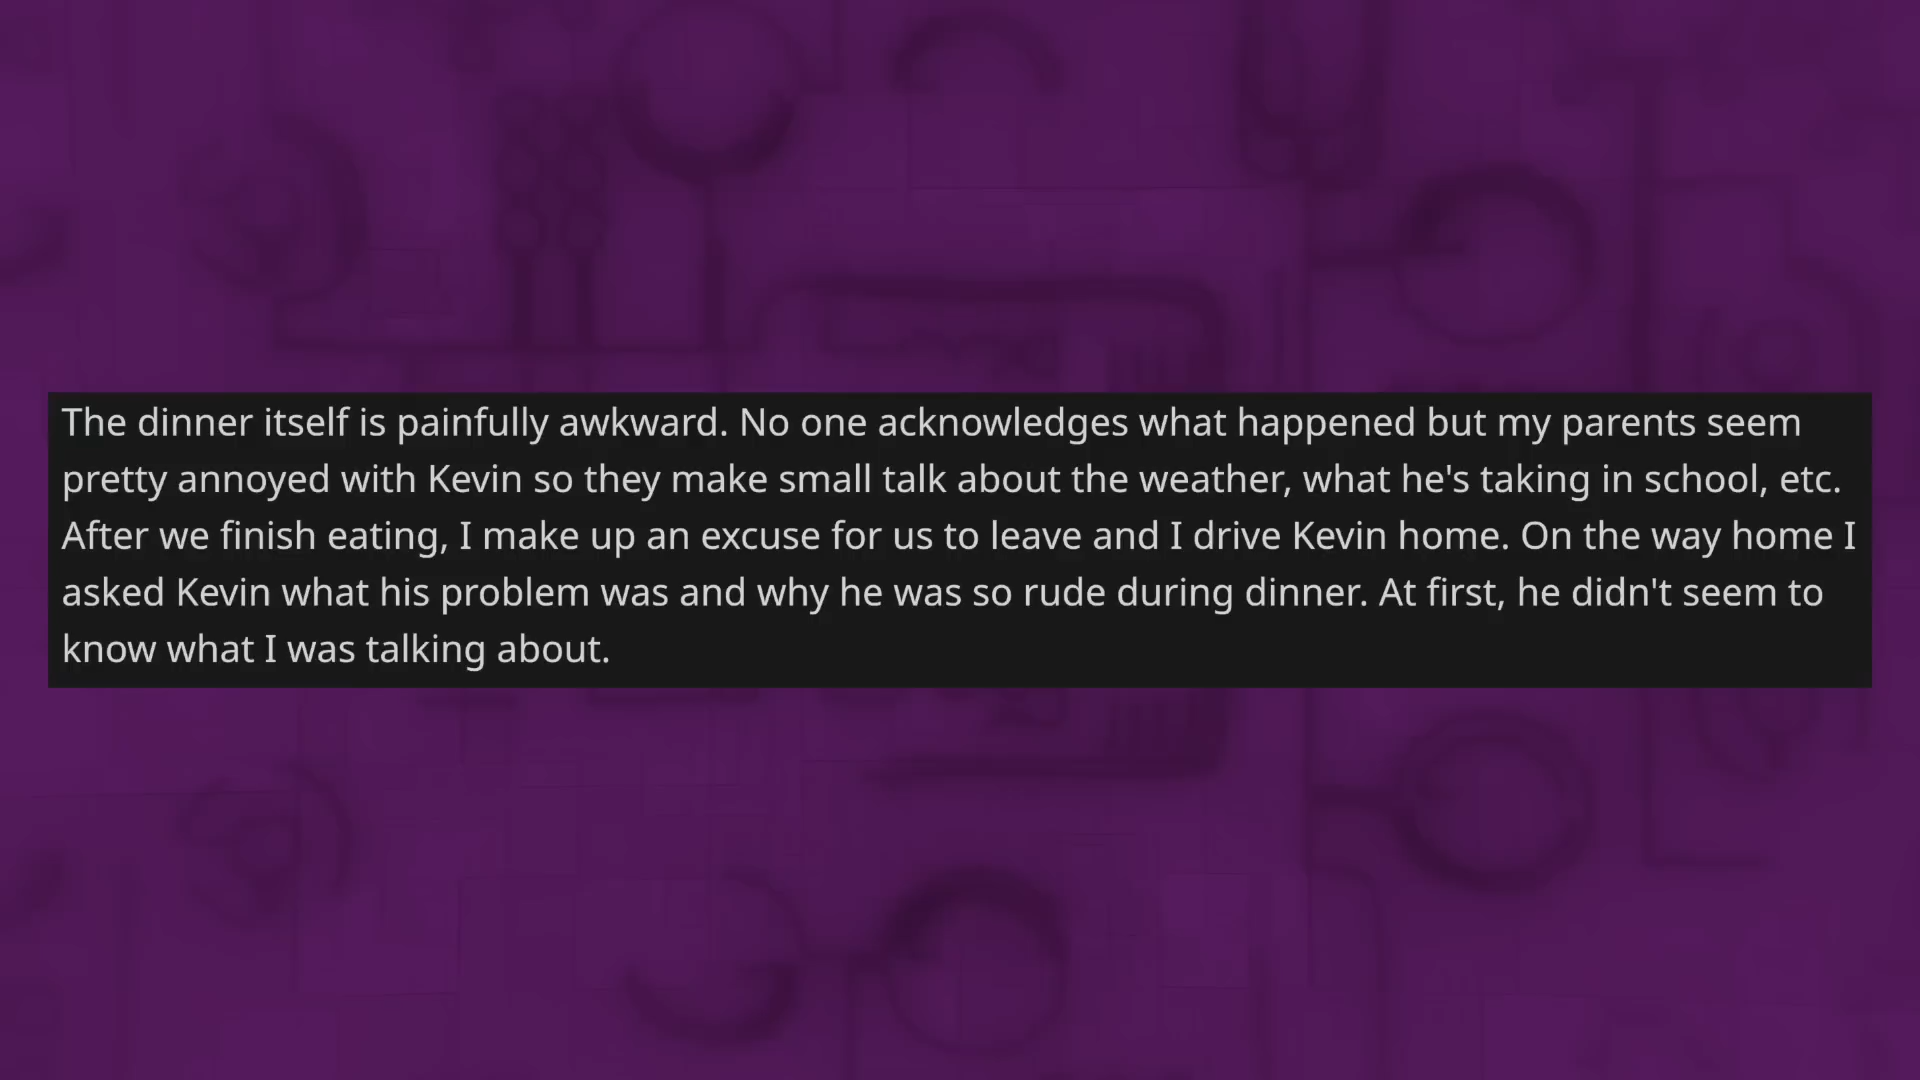 The dinner itself is painfully awkward. No one acknowledges what happened but my parents seem
pretty annoyed with Kevin so they make small talk about the weather, what he's taking in school, etc.
After we finish eating, I make up an excuse for us to leave and I drive Kevin home. On the way home I
asked Kevin what his problem was and why he was so rude during dinner. At first, he didn't seem to
know what I was talking about.